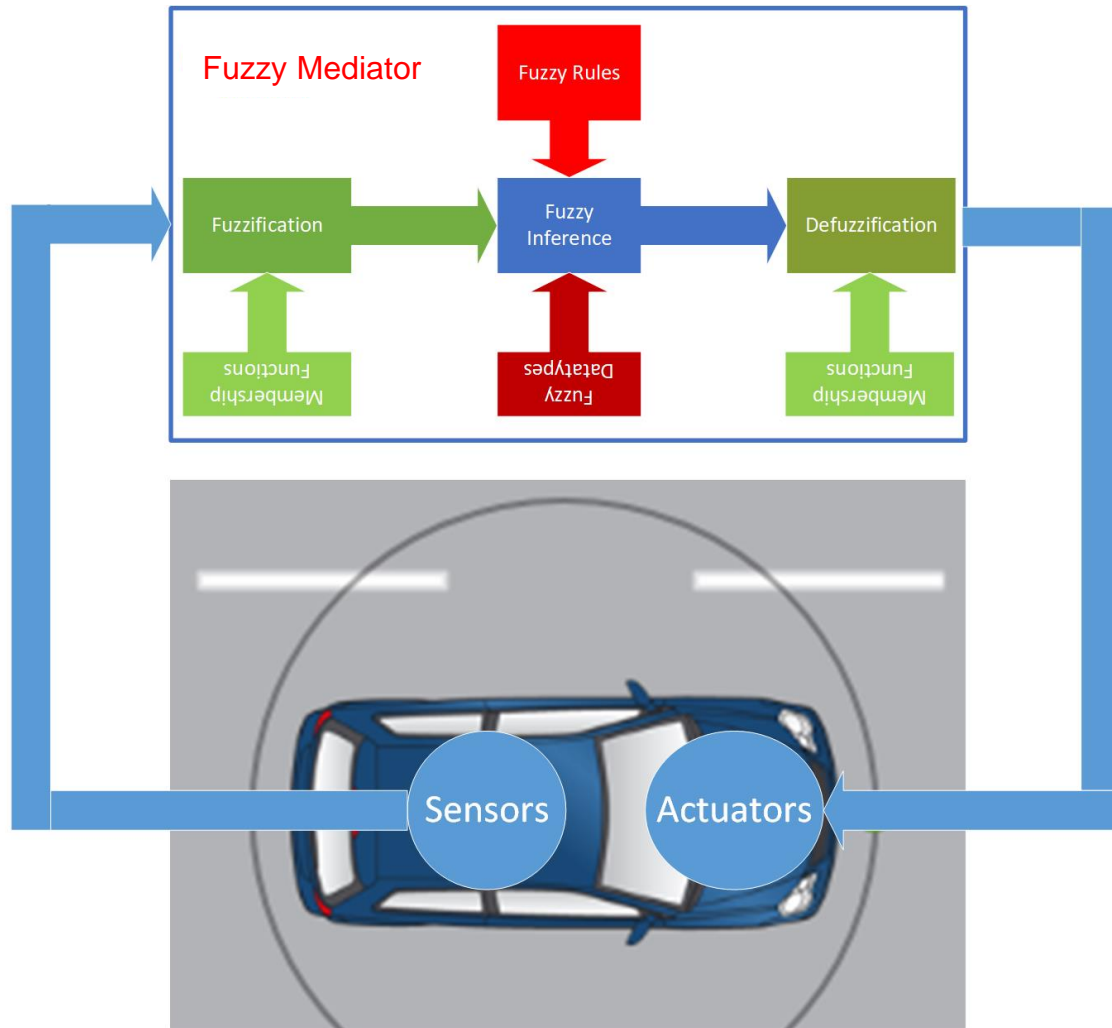 Fuzzy Mediator
Fuzzy Rules
Fuzzification
Fuzzy
Inference
Defuzzification
Membership
Functions
Fuzzy
Datatypes
Membership
Functions
Sensors
Actuators